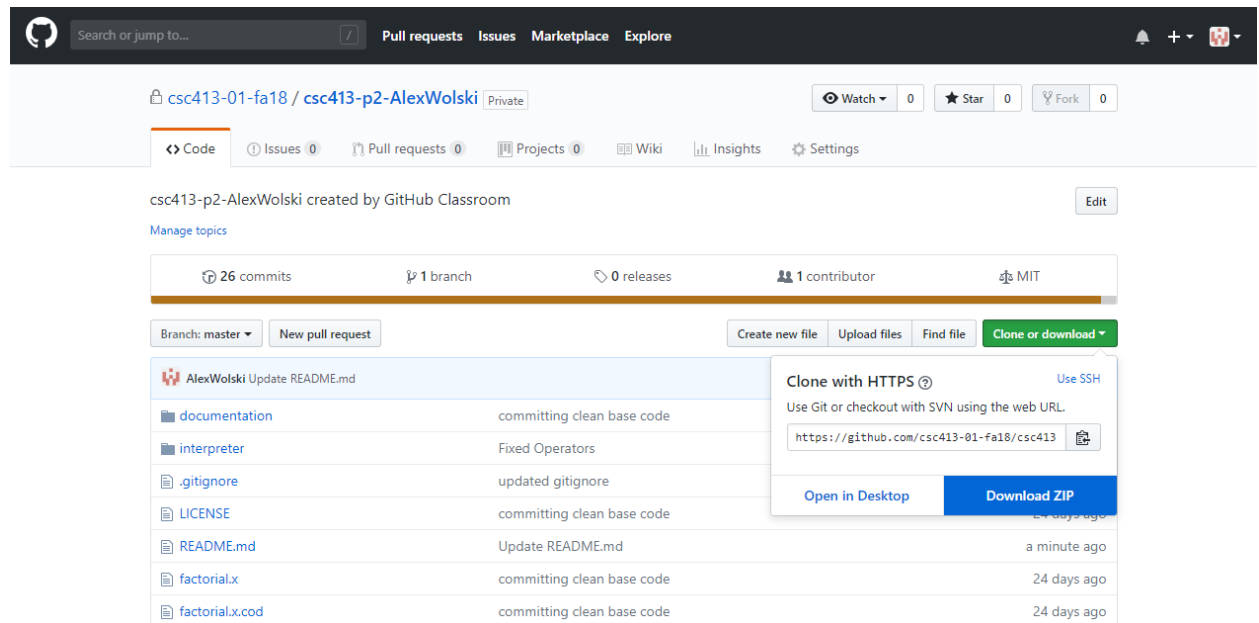 Search or jump to... / Pull requests Issues Marketplace Explore
csc413-01-fa18 / csc413-p2-AlexWolski Private Watch 0 Star 0 Fork 0
Code Issues 0 Pull requests 0 Projects 0 Wiki Insights Settings
csc413-p2-AlexWolski created by GitHub Classroom Edit
Manage topics
26 commits 1 branch 0 releases 1 contributor MIT
Branch: master New pull request Create new file Upload files Find file Clone or download
AlexWolski Update README.md
Clone with HTTPS ? Use SSH
Use Git or checkout with SVN using the web URL.
https://github.com/csc413-01-fa18/csc413
Open in Desktop Download ZIP
documentation committing clean base code
interpreter Fixed Operators
.gitignore updated gitignore
LICENSE committing clean base code 24 days ago
README.md Update README.md a minute ago
factorial.x committing clean base code 24 days ago
factorial.x.cod committing clean base code 24 days ago